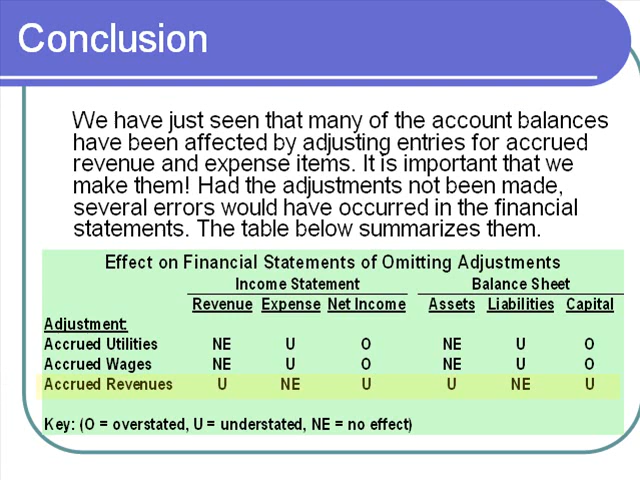 Conclusion
We have just seen that many of the account balances
have been affected by adjusting entries for accrued
revenue and expense items. It is important that we
make them! Had the adjustments not been made,
several errors would have occurred in the financial
statements. The table below summarizes them.
Effect on Financial Statements of Omitting Adjustments
Income Statement Balance Sheet
Revenue Expense Net Income Assets Liabilities Capital
Adjustment:
Accrued Utilities NE U O NE U O
Accrued Wages NE U O NE U O
Accrued Revenues U NE U U NE U
Key: (O = overstated, U = understated, NE = no effect)